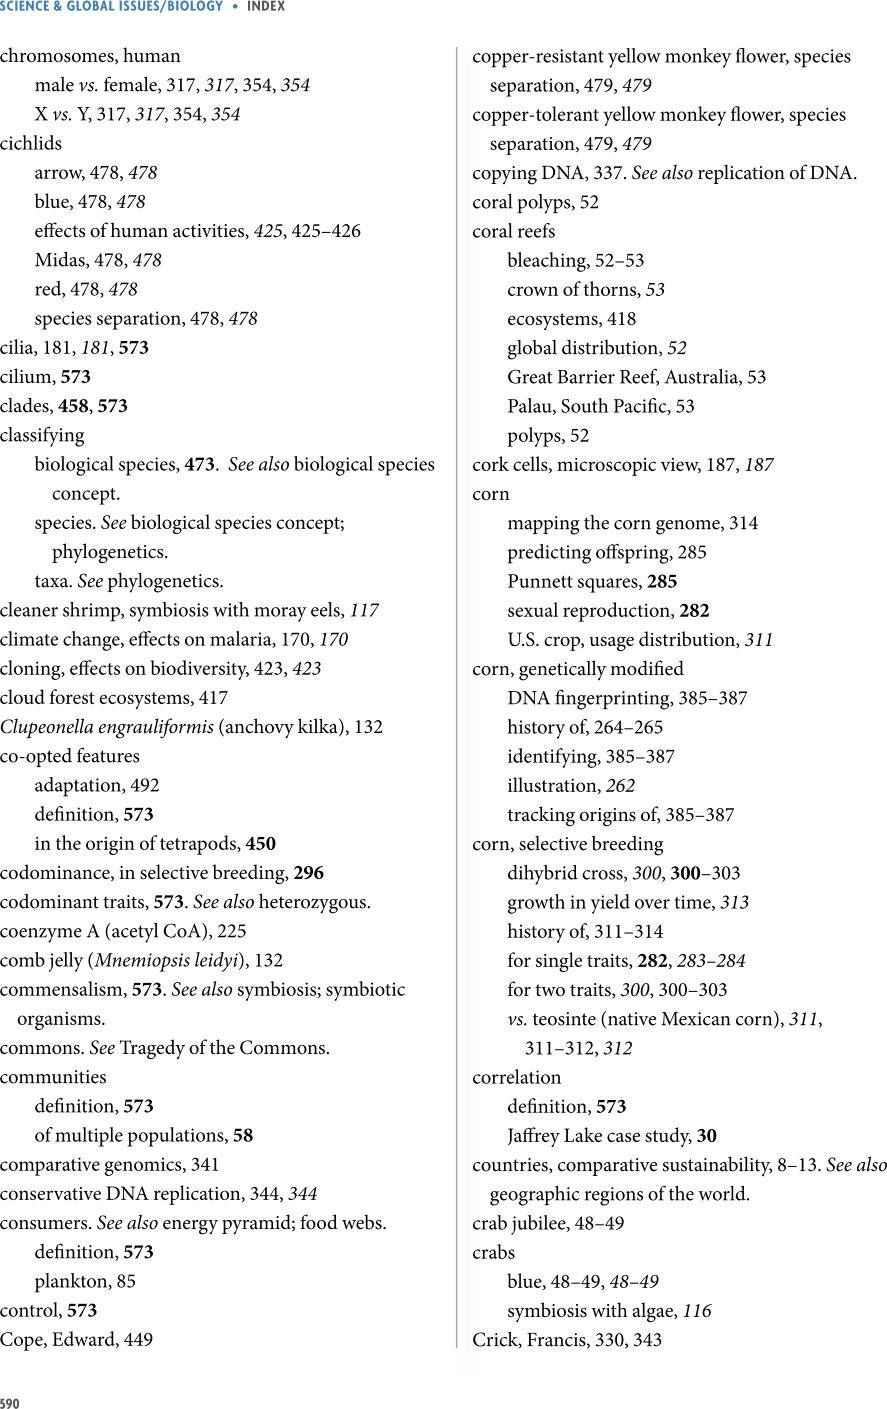 SCIENCE & GLOBAL ISSUES/BIOLOGY • INDEX
chromosomes, human
male vs. female, 317, 317, 354, 354
X vs. Y, 317, 317, 354, 354
cichlids
arrow, 478, 478
blue, 478, 478
effects of human activities, 425, 425–426
Midas, 478, 478
red, 478, 478
species separation, 478, 478
cilia, 181, 181, 573
cilium, 573
clades, 458, 573
classifying
biological species, 473. See also biological species
concept.
species. See biological species concept;
phylogenetics.
taxa. See phylogenetics.
cleaner shrimp, symbiosis with moray eels, 117
climate change, effects on malaria, 170, 170
cloning, effects on biodiversity, 423, 423
cloud forest ecosystems, 417
Clupeonella engrauliformis (anchovy kilka), 132
co-opted features
adaptation, 492
definition, 573
in the origin of tetrapods, 450
codominance, in selective breeding, 296
codominant traits, 573. See also heterozygous.
coenzyme A (acetyl CoA), 225
comb jelly (Mnemiopsis leidyi), 132
commensalism, 573. See also symbiosis; symbiotic
organisms.
commons. See Tragedy of the Commons.
communities
definition, 573
of multiple populations, 58
comparative genomics, 341
conservative DNA replication, 344, 344
consumers. See also energy pyramid; food webs.
definition, 573
plankton, 85
control, 573
Cope, Edward, 449
copper-resistant yellow monkey flower, species
separation, 479, 479
copper-tolerant yellow monkey flower, species
separation, 479, 479
copying DNA, 337. See also replication of DNA.
coral polyps, 52
coral reefs
bleaching, 52–53
crown of thorns, 53
ecosystems, 418
global distribution, 52
Great Barrier Reef, Australia, 53
Palau, South Pacific, 53
polyps, 52
cork cells, microscopic view, 187, 187
corn
mapping the corn genome, 314
predicting offspring, 285
Punnett squares, 285
sexual reproduction, 282
U.S. crop, usage distribution, 311
corn, genetically modified
DNA fingerprinting, 385–387
history of, 264–265
identifying, 385–387
illustration, 262
tracking origins of, 385–387
corn, selective breeding
dihybrid cross, 300, 300–303
growth in yield over time, 313
history of, 311–314
for single traits, 282, 283–284
for two traits, 300, 300–303
vs. teosinte (native Mexican corn), 311,
311–312, 312
correlation
definition, 573
Jaffrey Lake case study, 30
countries, comparative sustainability, 8–13. See also
geographic regions of the world.
crab jubilee, 48–49
crabs
blue, 48–49, 48–49
symbiosis with algae, 116
Crick, Francis, 330, 343
590